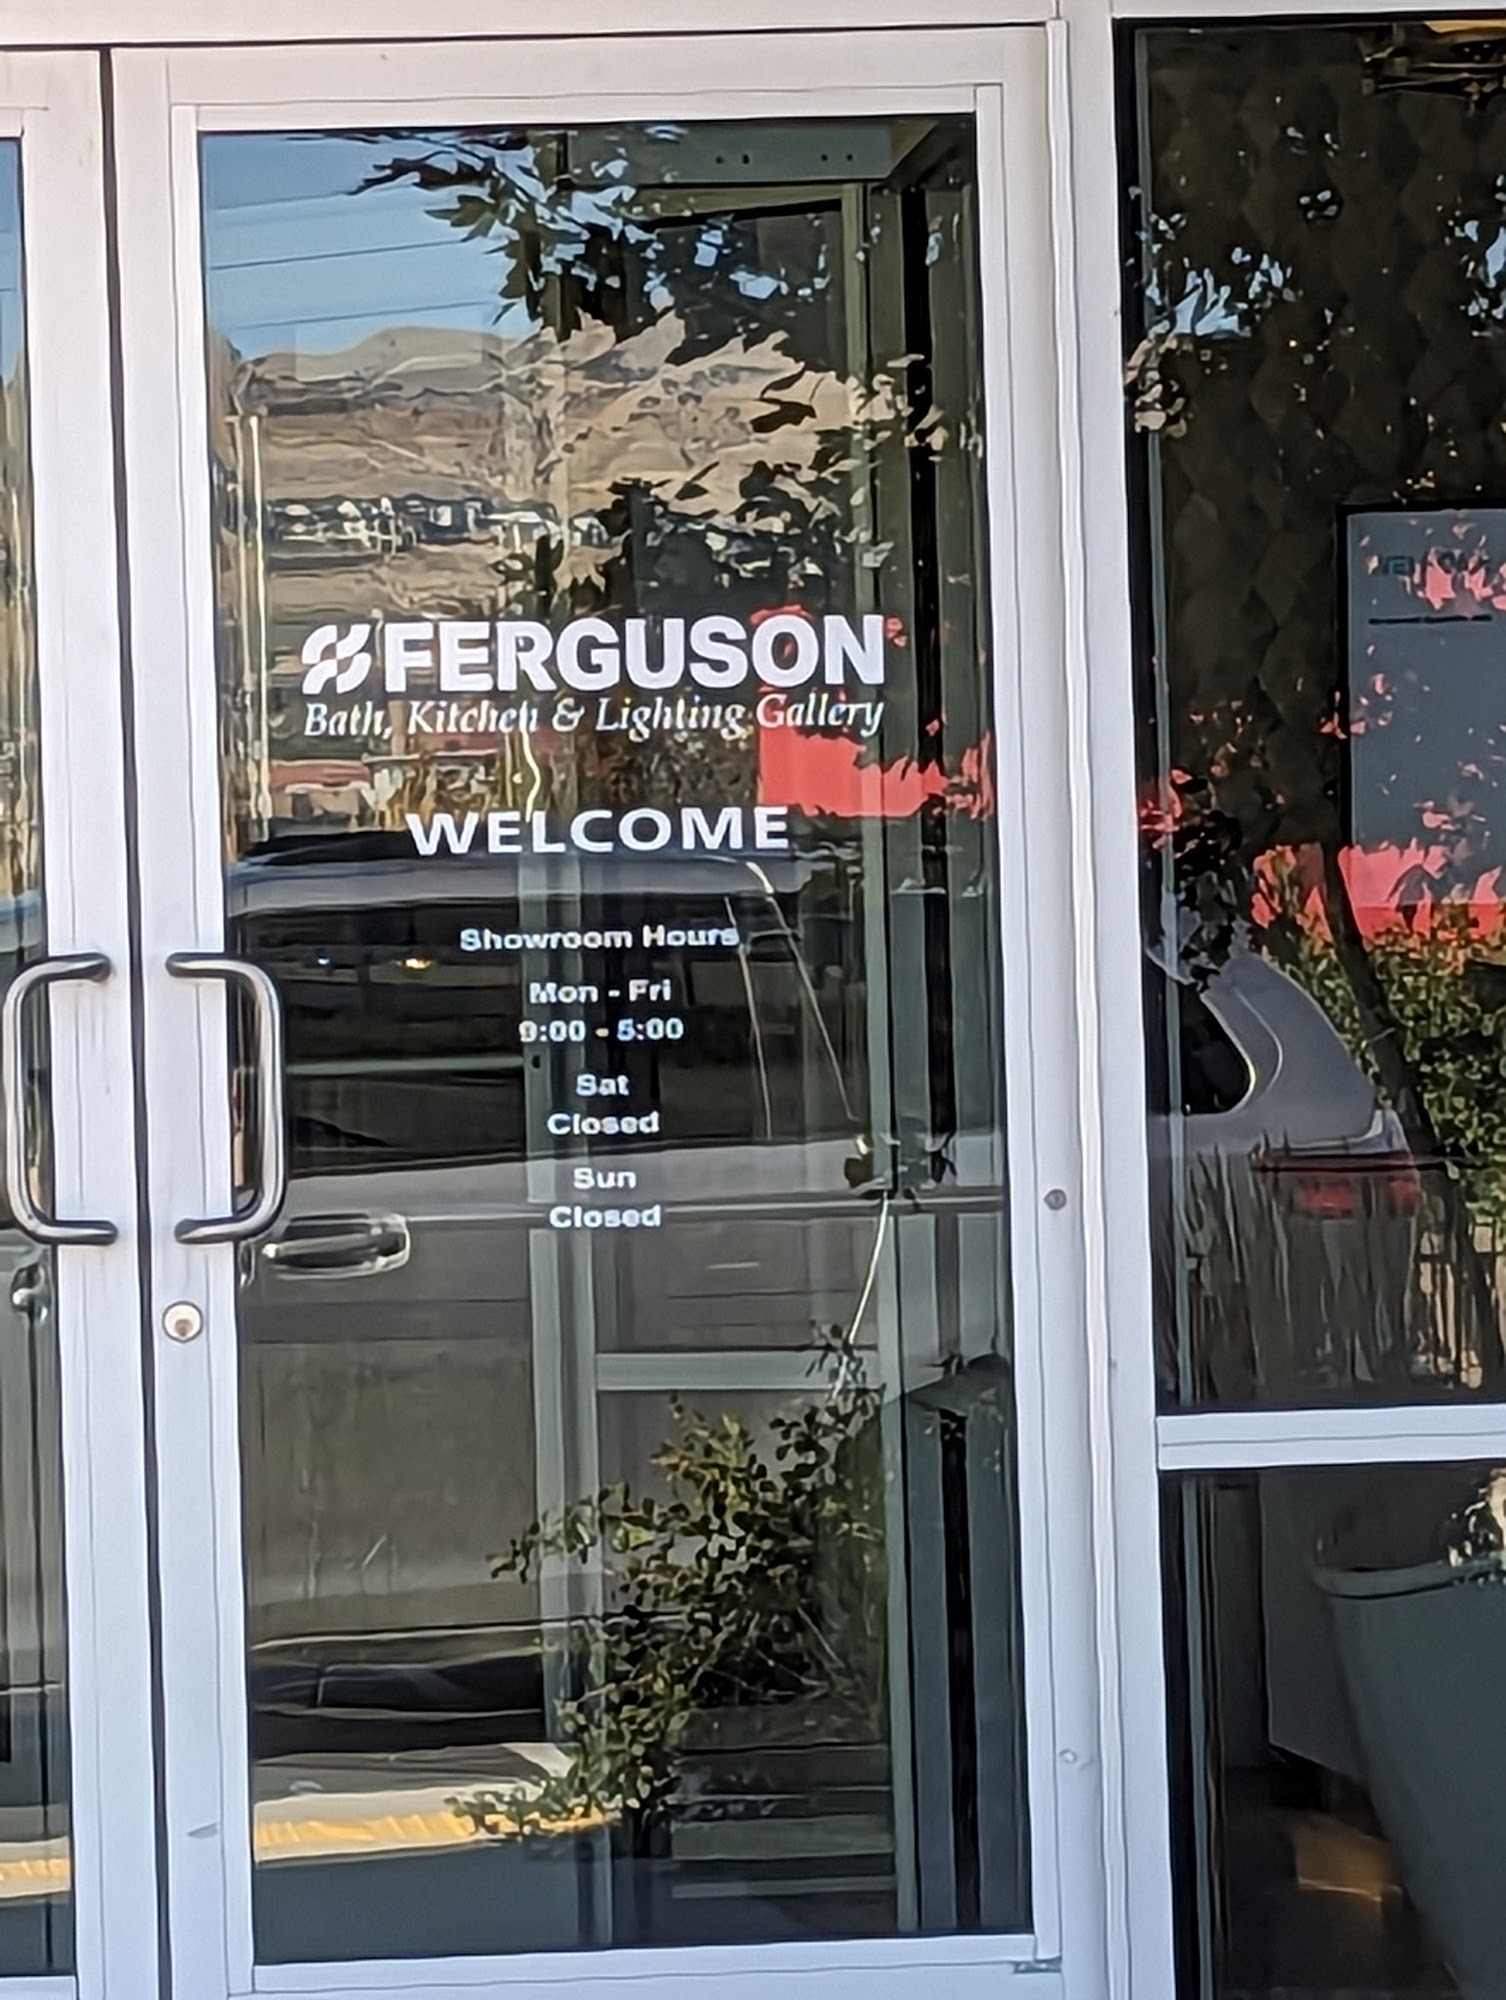 FERGUSON
Bath, Kitchen & Lighting Gallery
WELCOME
Showroom Hours
Mon - Fri
9:00 - 5:00
Sat
Closed
Sun
Closed